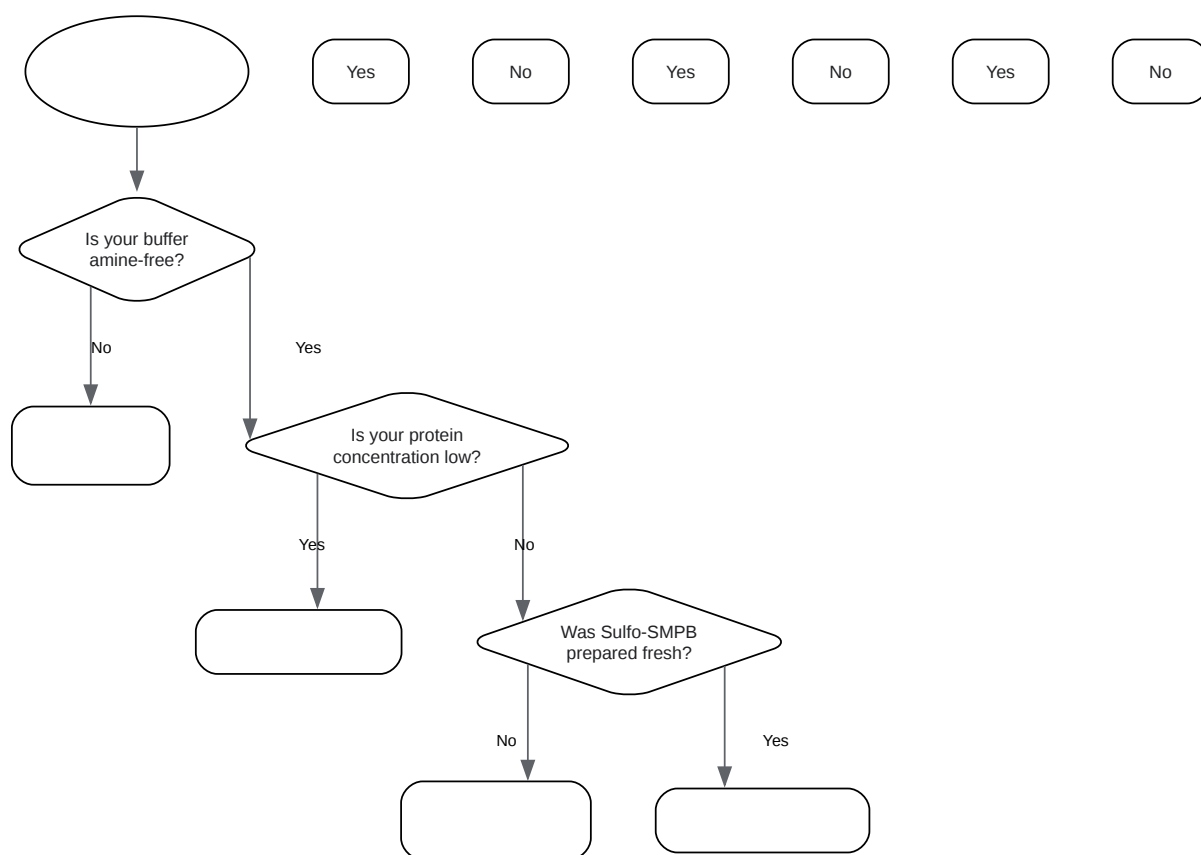 Yes
No
Yes
No
Yes
No
Is your buffer
amine-free?
No
Yes
Is your protein
concentration low?
Yes
No
Was Sulfo-SMPB
prepared fresh?
No
Yes